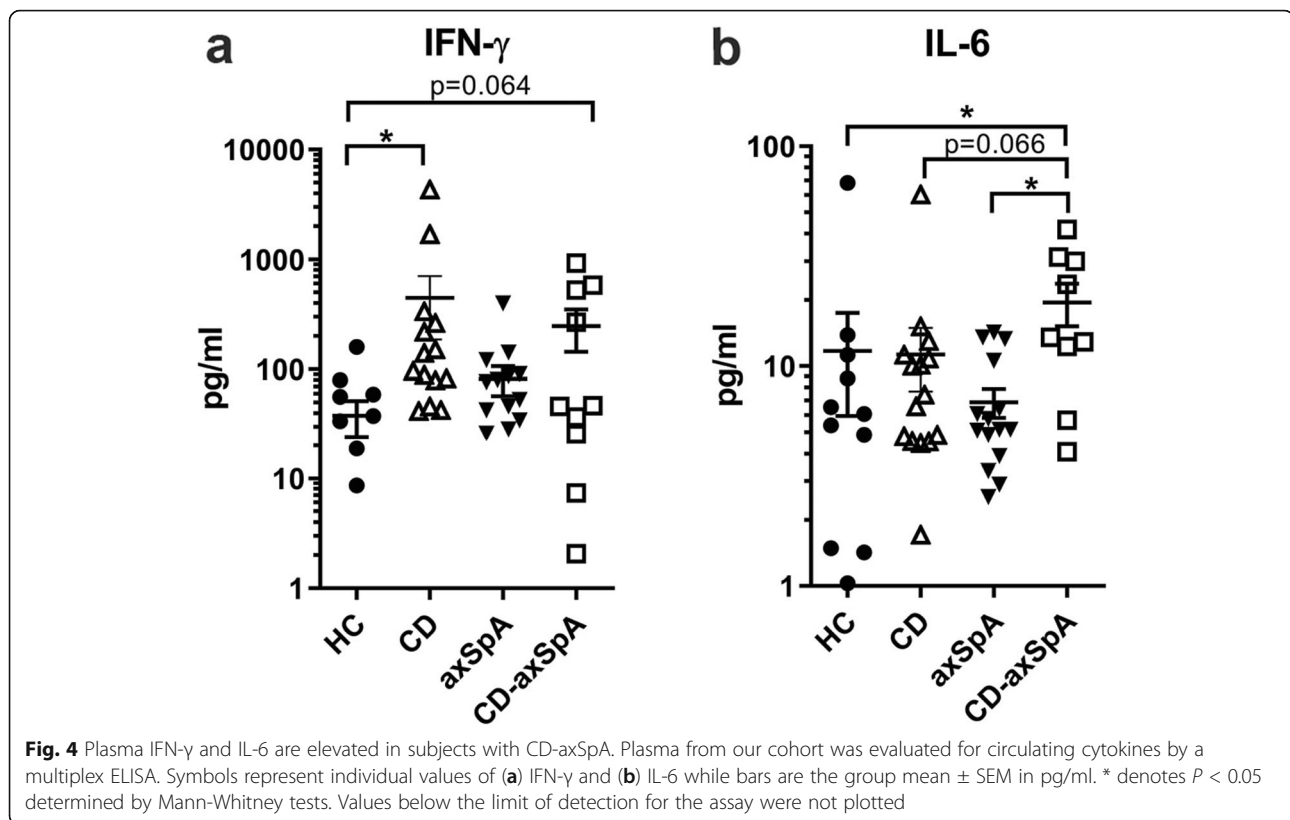 a
IFN-γ
p=0.064
*
10000
1000
100
10
1
pg/ml
HC
CD
axSpA
CD-axSpA
b
IL-6
*
p=0.066
*
100
10
1
pg/ml
HC
CD
axSpA
CD-axSpA
Fig. 4 Plasma IFN-γ and IL-6 are elevated in subjects with CD-axSpA. Plasma from our cohort was evaluated for circulating cytokines by a
multiplex ELISA. Symbols represent individual values of (a) IFN-γ and (b) IL-6 while bars are the group mean ± SEM in pg/ml. * denotes P < 0.05
determined by Mann-Whitney tests. Values below the limit of detection for the assay were not plotted